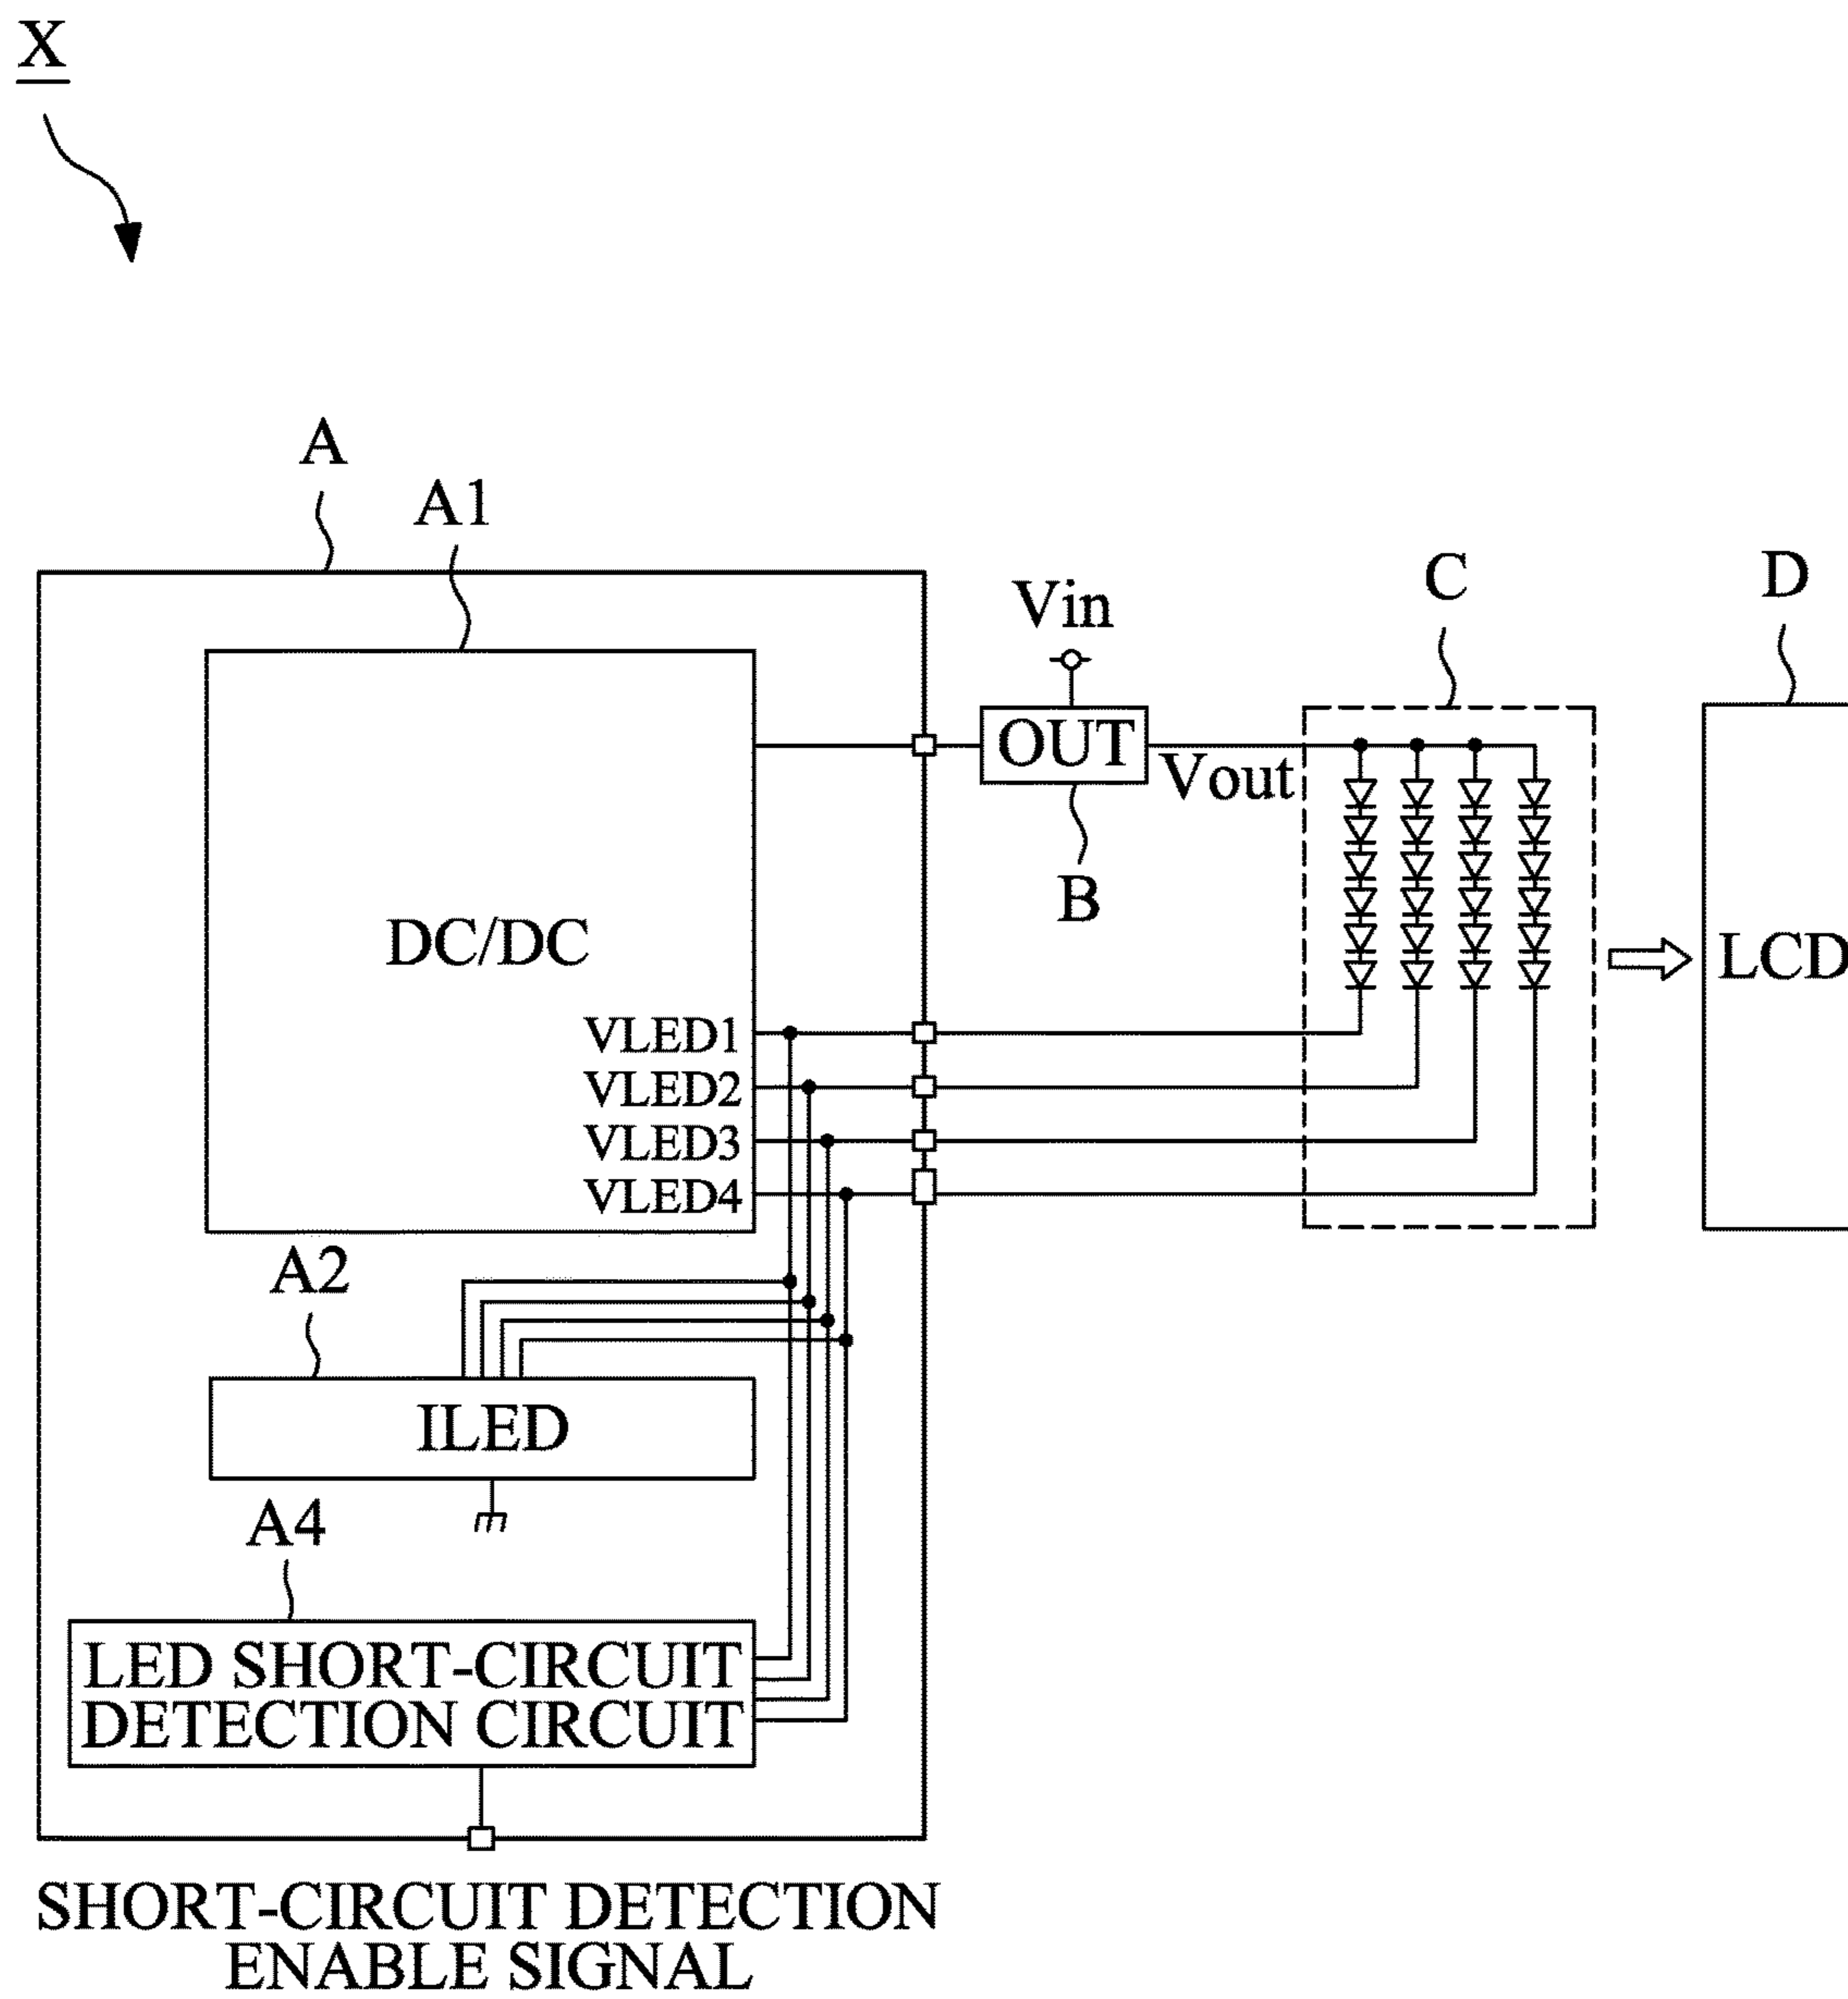 X
A
A1
Vin
C
D
OUT
Vout
B
DC/DC
LCD
VLED1
VLED2
VLED3
VLED4
A2
ILED
A4
LED SHORT-CIRCUIT
DETECTION CIRCUIT
SHORT-CIRCUIT DETECTION
ENABLE SIGNAL